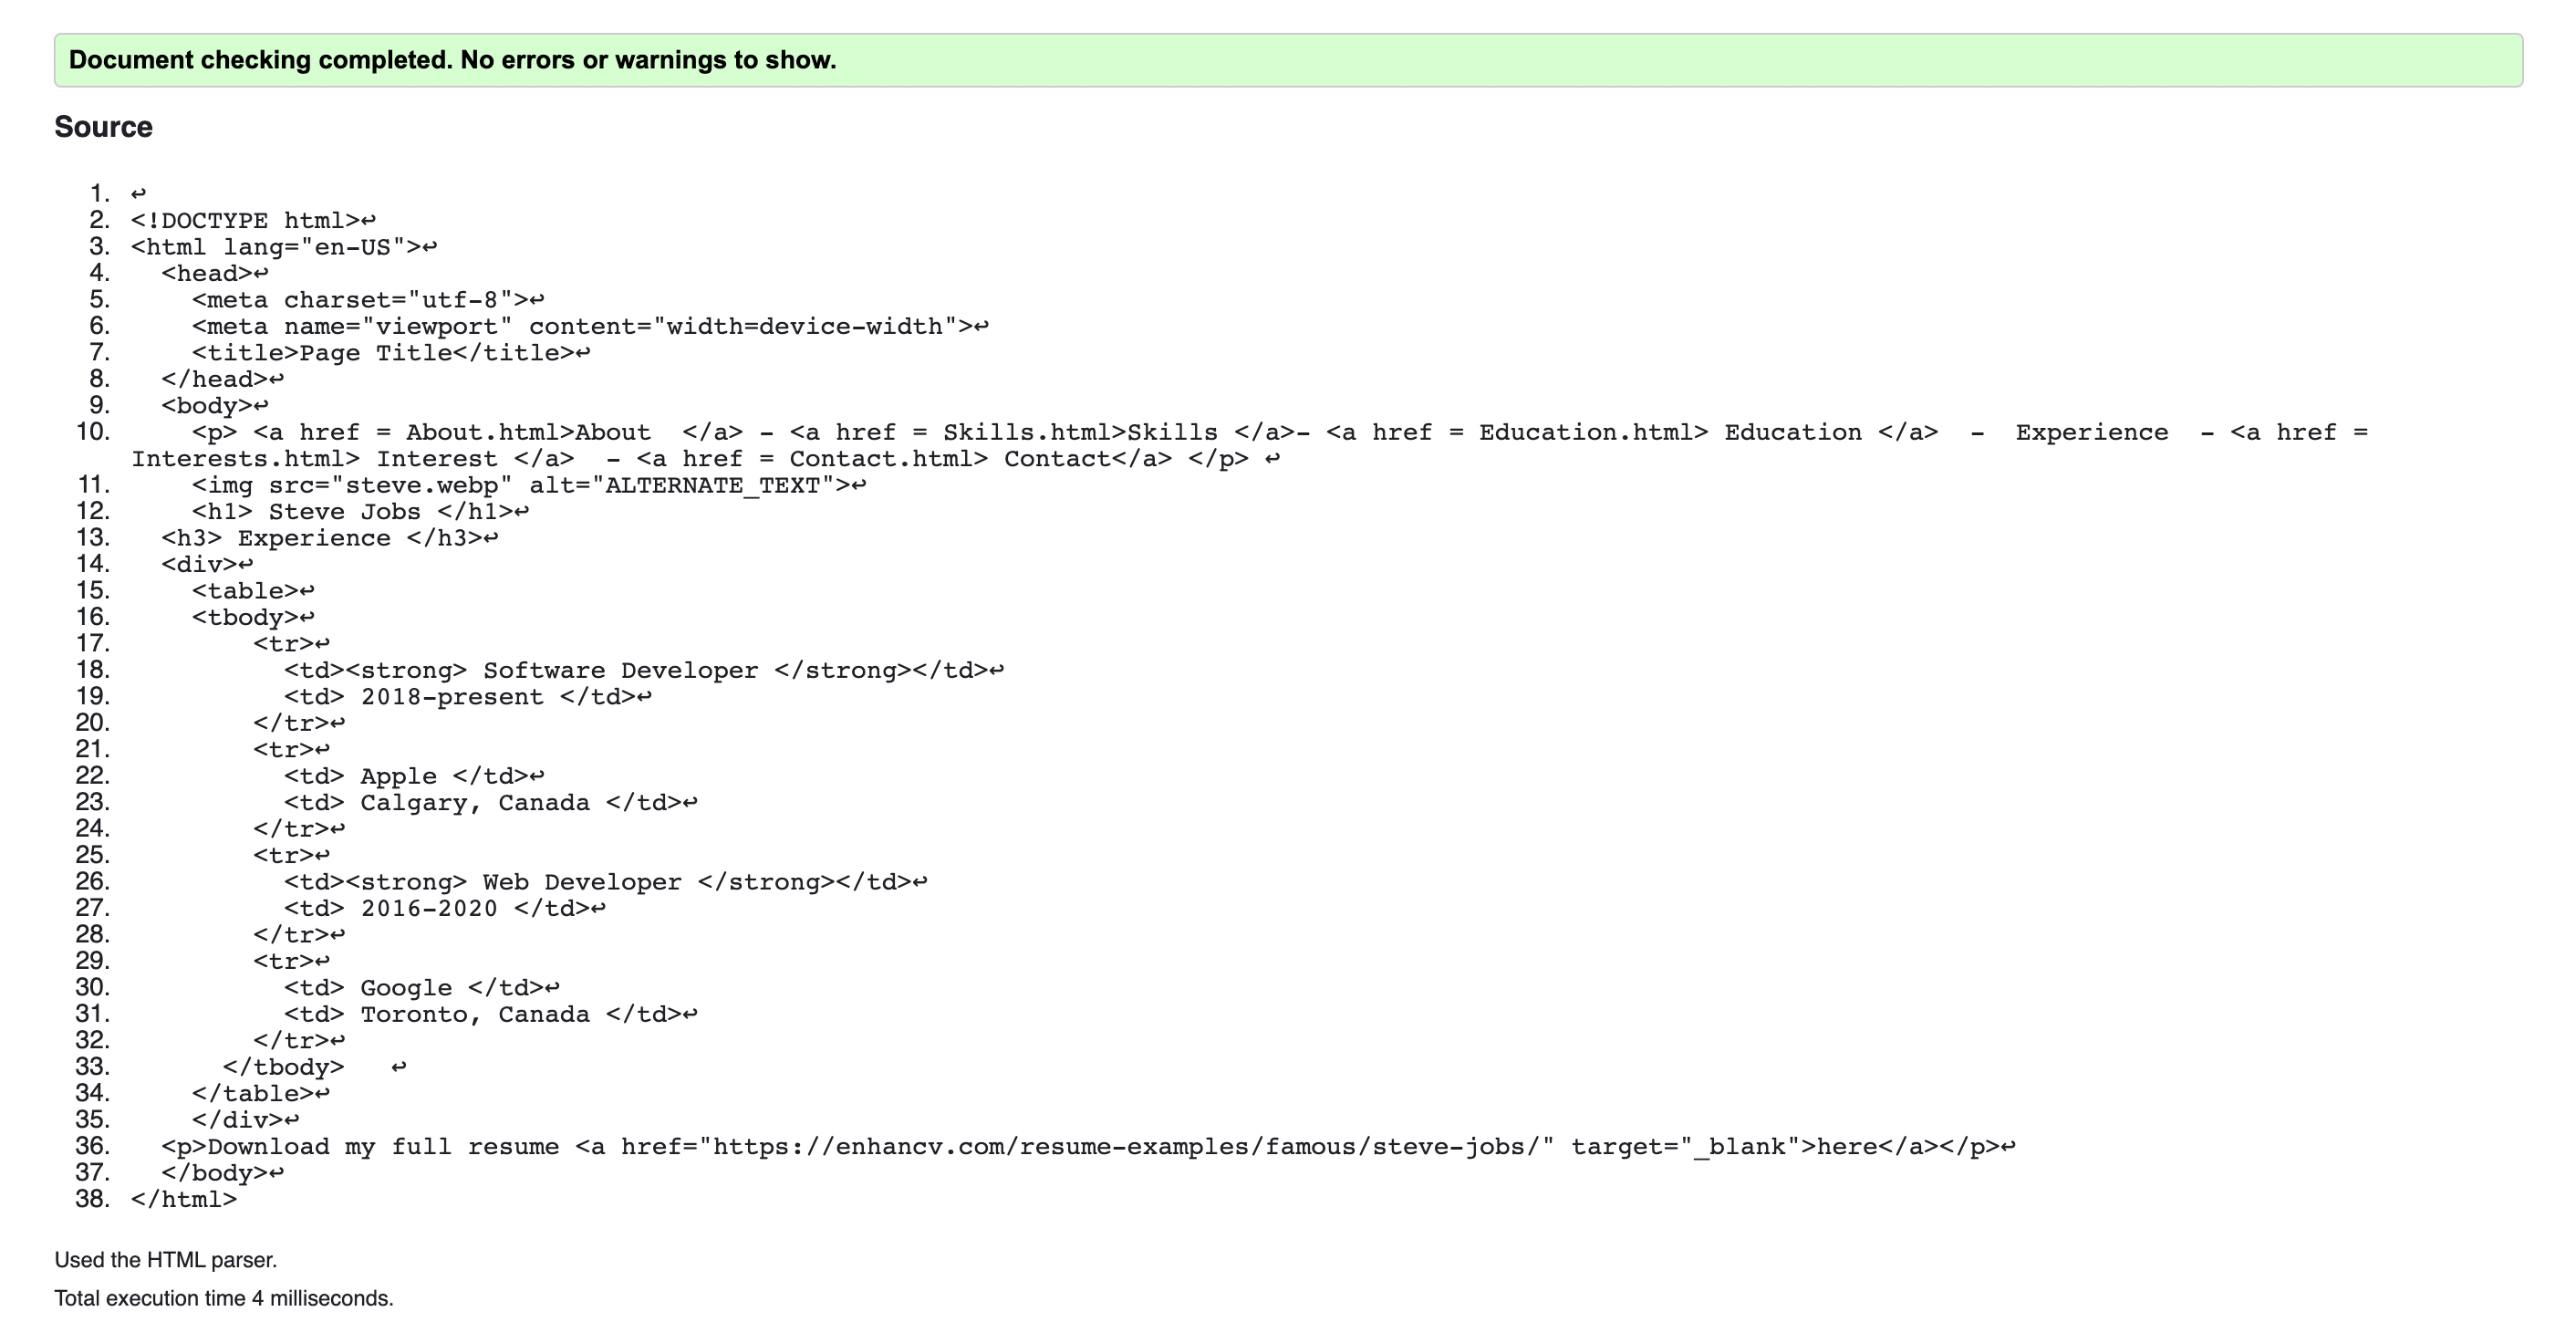 Document checking completed. No errors or warnings to show.
Source
1. ↩
2. <!DOCTYPE html>↩
3. <html lang="en-US">↩
4.   <head>↩
5.     <meta charset="utf-8">↩
6.     <meta name="viewport" content="width=device-width">↩
7.     <title>Page Title</title>↩
8.   </head>↩
9.   <body>↩
10.     <p> <a href = About.html>About  </a> - <a href = Skills.html>Skills </a>- <a href = Education.html> Education </a>  -  Experience  - <a href =
Interests.html> Interest </a>  - <a href = Contact.html> Contact</a> </p> ↩
11.     <img src="steve.webp" alt="ALTERNATE_TEXT">↩
12.     <h1> Steve Jobs </h1>↩
13.   <h3> Experience </h3>↩
14.   <div>↩
15.     <table>↩
16.     <tbody>↩
17.         <tr>↩
18.           <td><strong> Software Developer </strong></td>↩
19.           <td> 2018-present </td>↩
20.         </tr>↩
21.         <tr>↩
22.           <td> Apple </td>↩
23.           <td> Calgary, Canada </td>↩
24.         </tr>↩
25.         <tr>↩
26.           <td><strong> Web Developer </strong></td>↩
27.           <td> 2016-2020 </td>↩
28.         </tr>↩
29.         <tr>↩
30.           <td> Google </td>↩
31.           <td> Toronto, Canada </td>↩
32.         </tr>↩
33.       </tbody>   ↩
34.     </table>↩
35.     </div>↩
36.   <p>Download my full resume <a href="https://enhancv.com/resume-examples/famous/steve-jobs/" target="_blank">here</a></p>↩
37.   </body>↩
38. </html>
Used the HTML parser.
Total execution time 4 milliseconds.